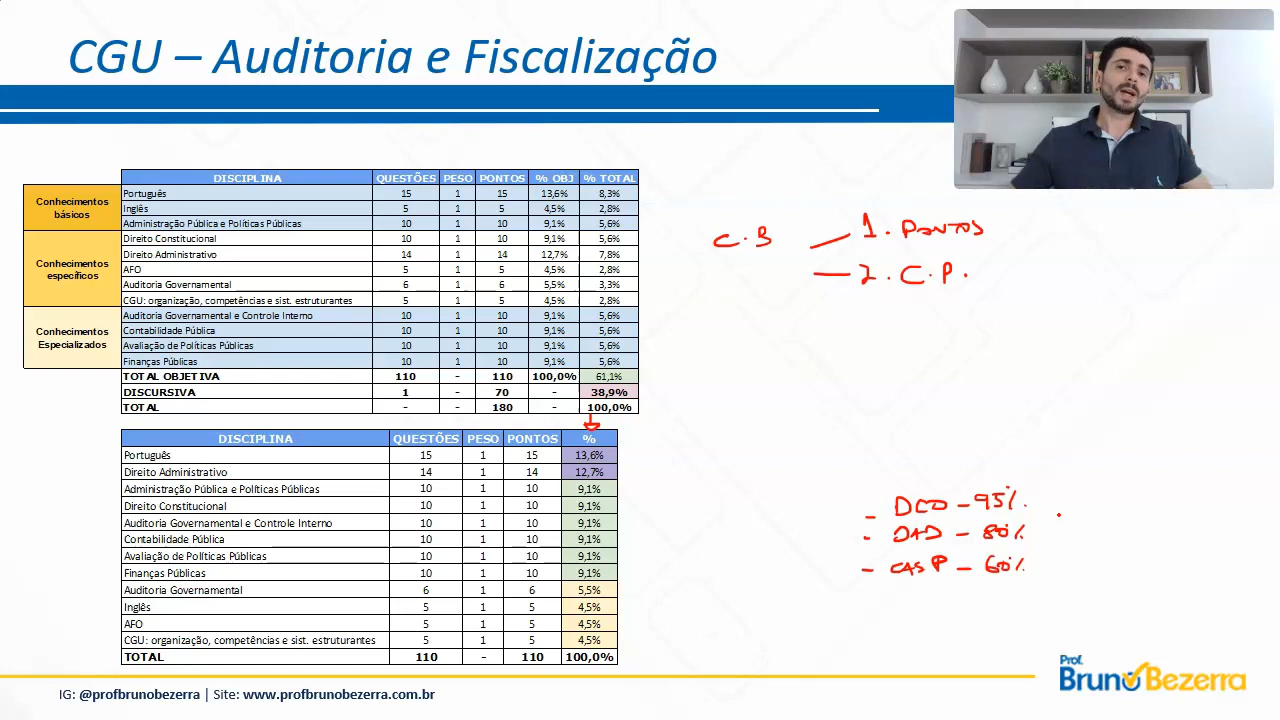 CGU – Auditoria e Fiscalização
DISCIPLINA QUESTÕES PESO PONTOS % OBJ % TOTAL
Conhecimentos básicos
Português 15 1 15 13,6% 8,3%
Inglês 5 1 5 4,5% 2,8%
Administração Pública e Políticas Públicas 10 1 10 9,1% 5,6%
Conhecimentos específicos
Direito Constitucional 10 1 10 9,1% 5,6%
Direito Administrativo 14 1 14 12,7% 7,8%
AFO 5 1 5 4,5% 2,8%
Auditoria Governamental 6 1 6 5,5% 3,3%
CGU: organização, competências e sist. estruturantes 5 1 5 4,5% 2,8%
Conhecimentos Especializados
Auditoria Governamental e Controle Interno 10 1 10 9,1% 5,6%
Contabilidade Pública 10 1 10 9,1% 5,6%
Avaliação de Políticas Públicas 10 1 10 9,1% 5,6%
Finanças Públicas 10 1 10 9,1% 5,6%
TOTAL OBJETIVA 110 - 110 100,0% 61,1%
DISCURSIVA 1 - 70 - 38,9%
TOTAL - - 180 - 100,0%
DISCIPLINA QUESTÕES PESO PONTOS %
Português 15 1 15 13,6%
Direito Administrativo 14 1 14 12,7%
Administração Pública e Políticas Públicas 10 1 10 9,1%
Direito Constitucional 10 1 10 9,1%
Auditoria Governamental e Controle Interno 10 1 10 9,1%
Contabilidade Pública 10 1 10 9,1%
Avaliação de Políticas Públicas 10 1 10 9,1%
Finanças Públicas 10 1 10 9,1%
Auditoria Governamental 6 1 6 5,5%
Inglês 5 1 5 4,5%
AFO 5 1 5 4,5%
CGU: organização, competências e sist. estruturantes 5 1 5 4,5%
TOTAL 110 - 110 100,0%
C.B
1. PONTOS
2. C.P.
- DCO - 95%.
- DAD - 80%
- CASP - 60%
IG: @profbrunobezerra | Site: www.profbrunobezerra.com.br
Prof.
Bruno Bezerra